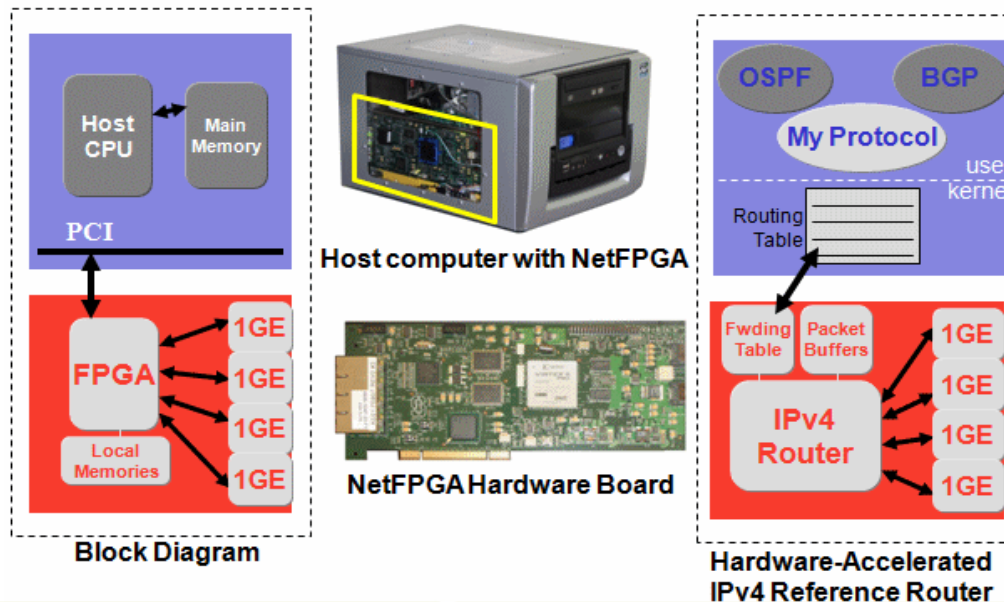 Host
CPU
Main
Memory
PCI
FPGA
Local
Memories
1GE
1GE
1GE
1GE
Block Diagram
Host computer with NetFPGA
NetFPGA Hardware Board
OSPF
BGP
My Protocol
use
kerne
Routing
Table
Fwding
Table
Packet
Buffers
IPv4
Router
1GE
1GE
1GE
1GE
Hardware-Accelerated
IPv4 Reference Router